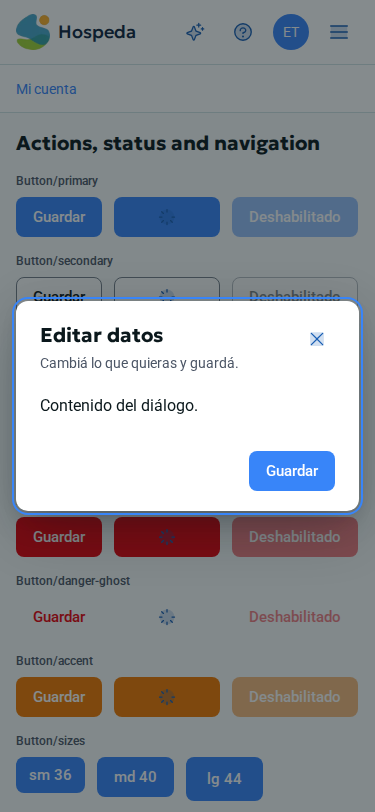 Hospeda
ET
Mi cuenta
Actions, status and navigation
Button/primary
Guardar
Deshabilitado
Button/secondary
Guardar
Deshabilitado
Editar datos
Cambiá lo que quieras y guardá.
Contenido del diálogo.
Guardar
Guardar
Deshabilitado
Button/danger-ghost
Guardar
Deshabilitado
Button/accent
Guardar
Deshabilitado
Button/sizes
sm 36
md 40
lg 44